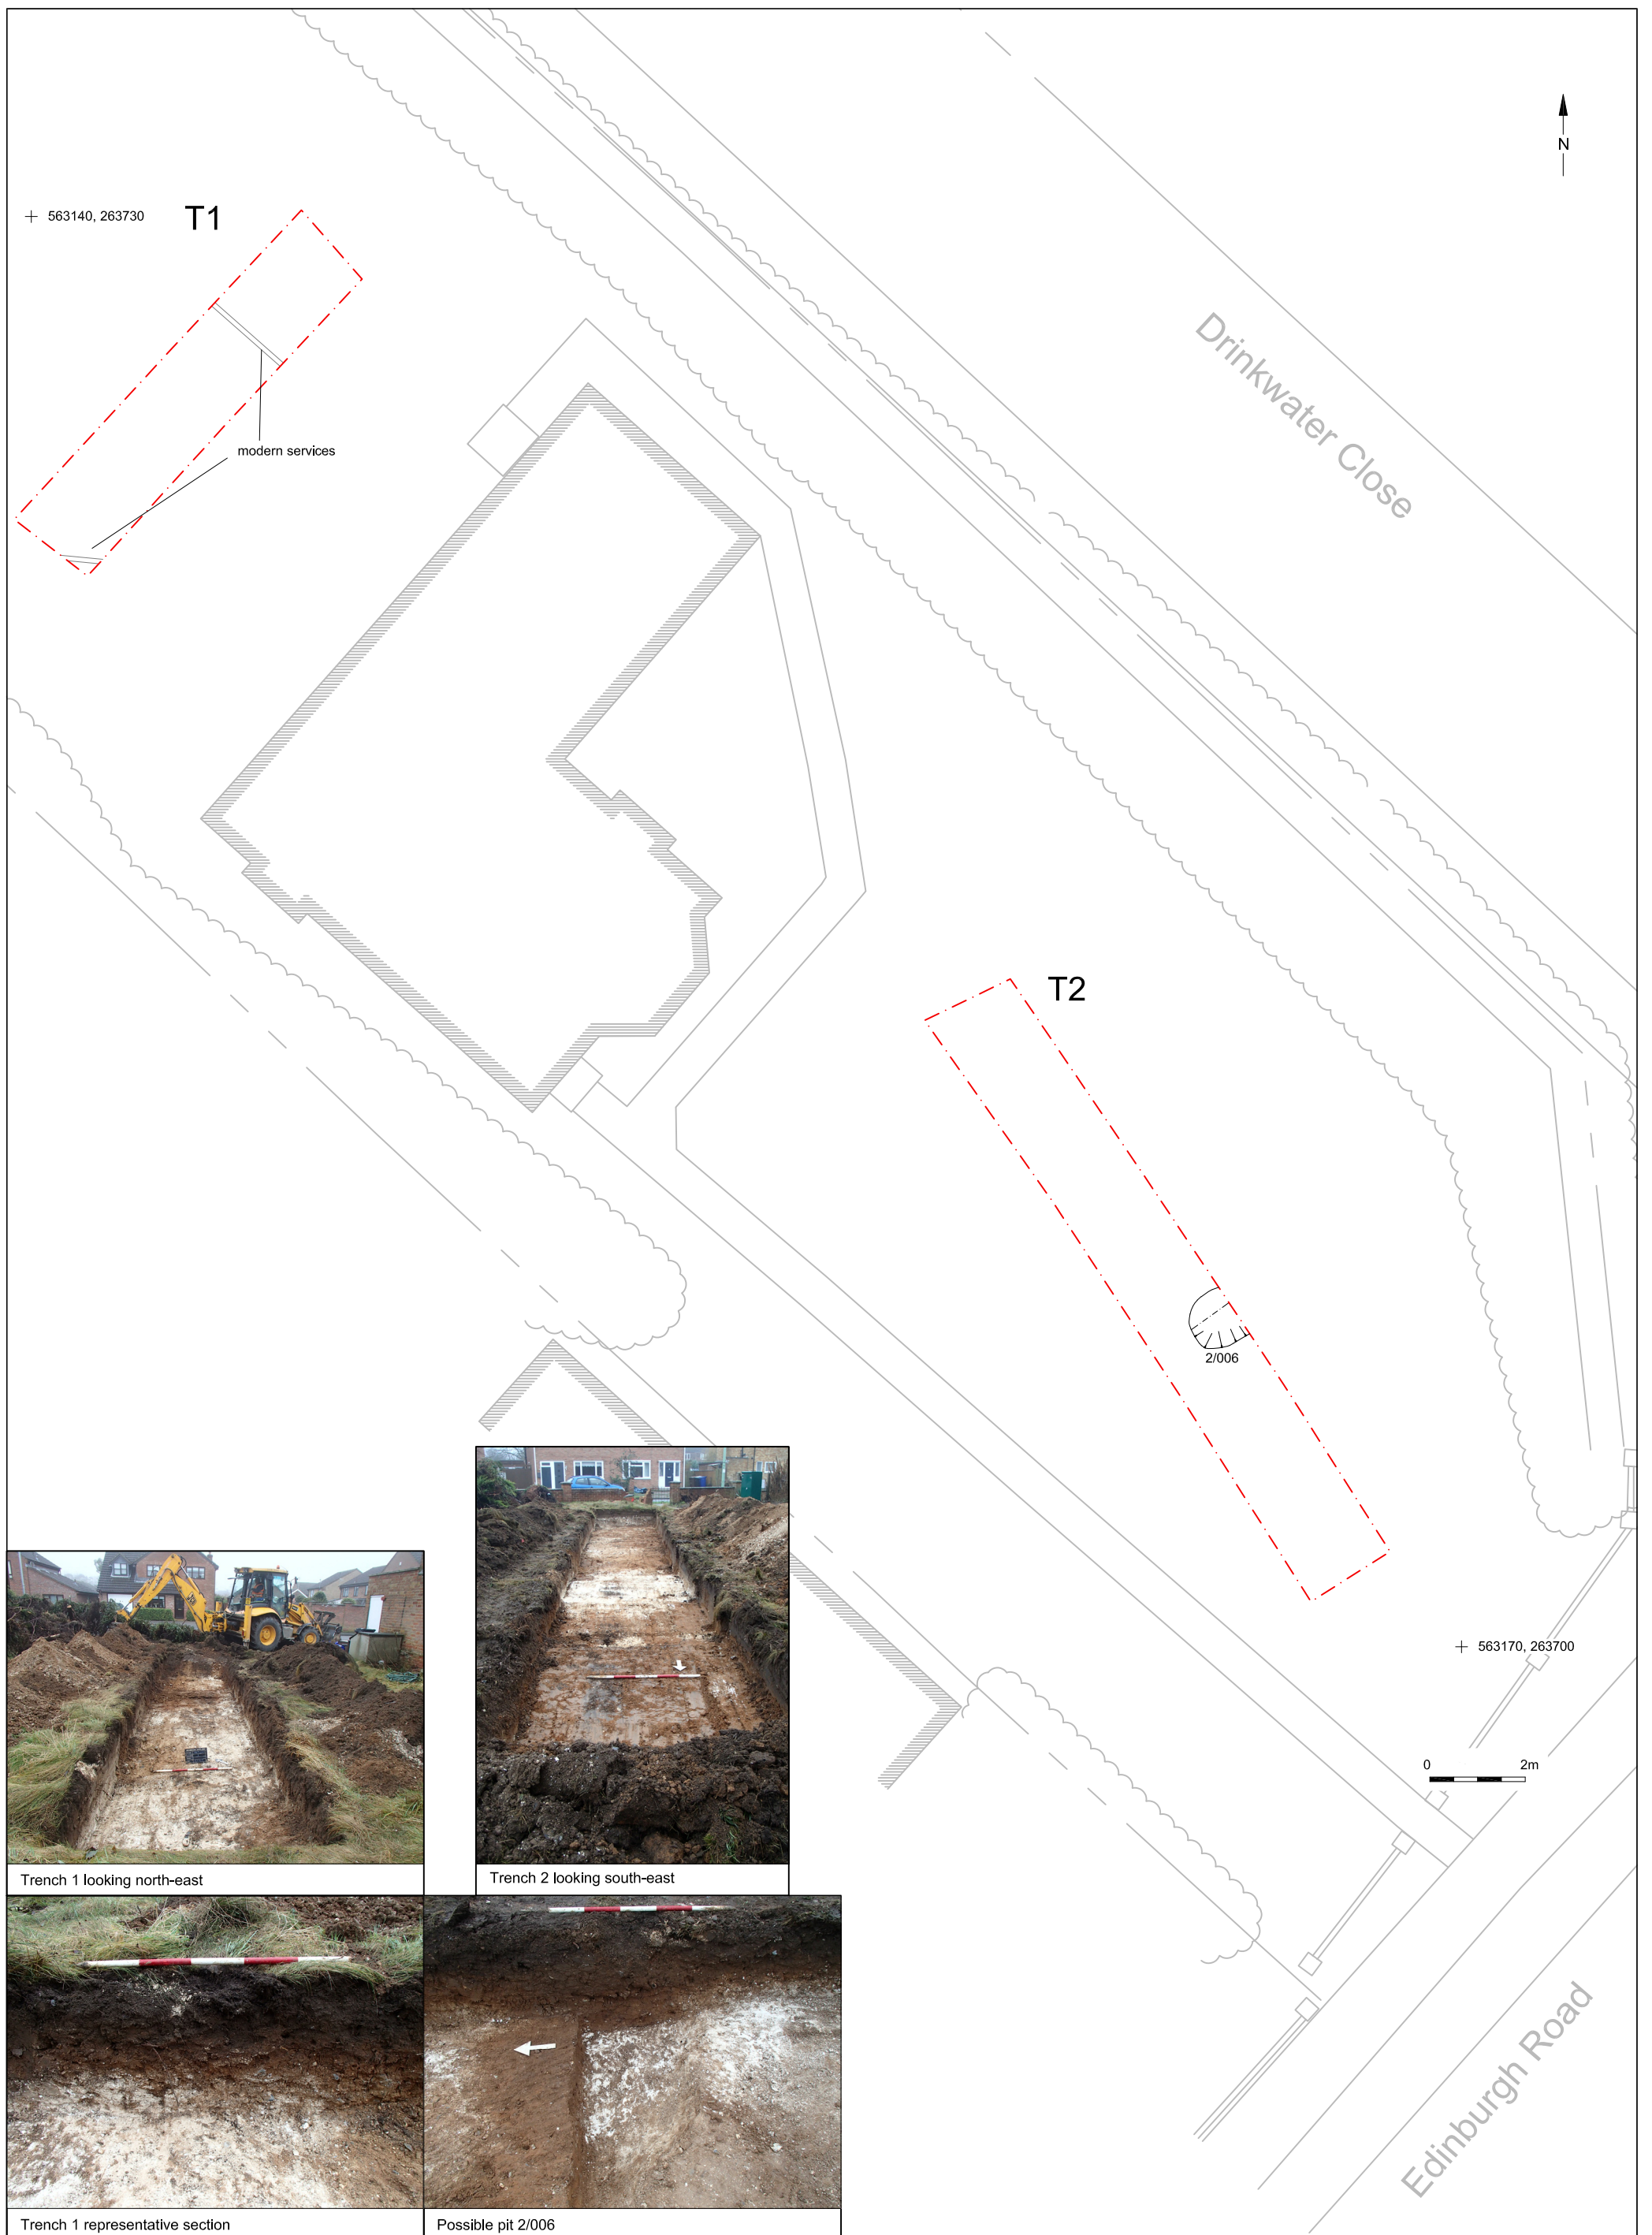 N
563140, 263730
T1
Drinkwater Close
modern services
T2
2/006
563170, 263700
0 2m
Trench 1 looking north-east
Trench 2 looking south-east
Edinburgh Road
Trench 1 representative section
Possible pit 2/006